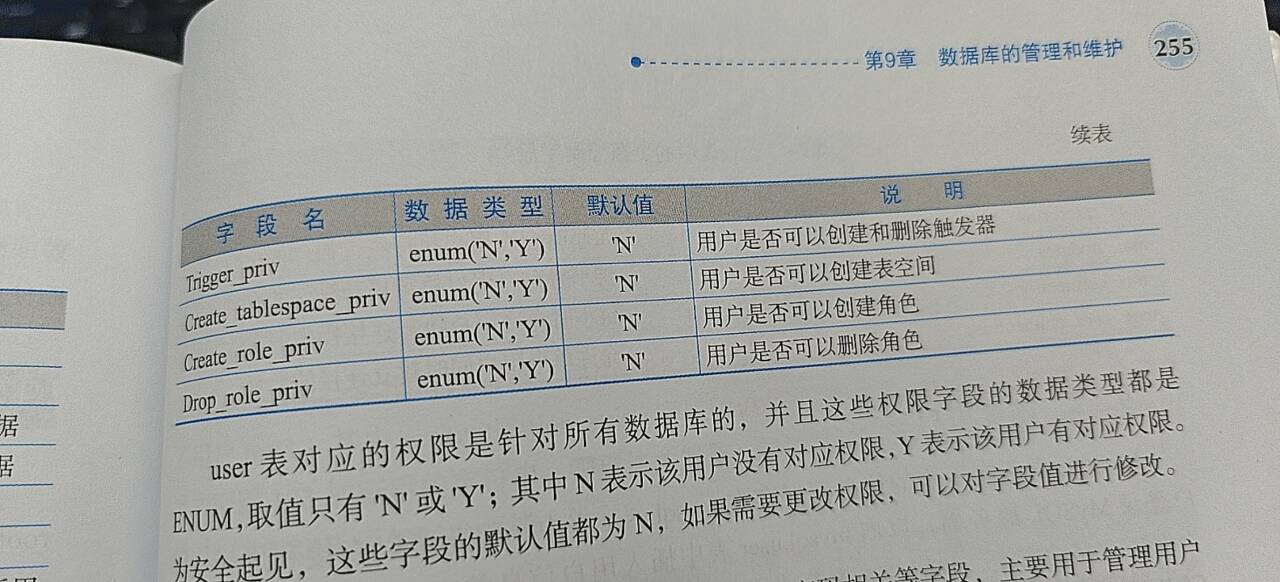 第9章 数据库的管理和维护 255
续表
字 段 名 数 据 类 型 默认值 说 明
Trigger_priv enum('N','Y') 'N' 用户是否可以创建和删除触发器
Create_tablespace_priv enum('N','Y') 'N' 用户是否可以创建表空间
Create_role_priv enum('N','Y') 'N' 用户是否可以创建角色
Drop_role_priv enum('N','Y') 'N' 用户是否可以删除角色
user 表对应的权限是针对所有数据库的，并且这些权限字段的数据类型都是
ENUM,取值只有 'N' 或 'Y'；其中 N 表示该用户没有对应权限,Y 表示该用户有对应权限。
为安全起见，这些字段的默认值都为 N，如果需要更改权限，可以对字段值进行修改。
相关等字段，主要用于管理用户
据
据